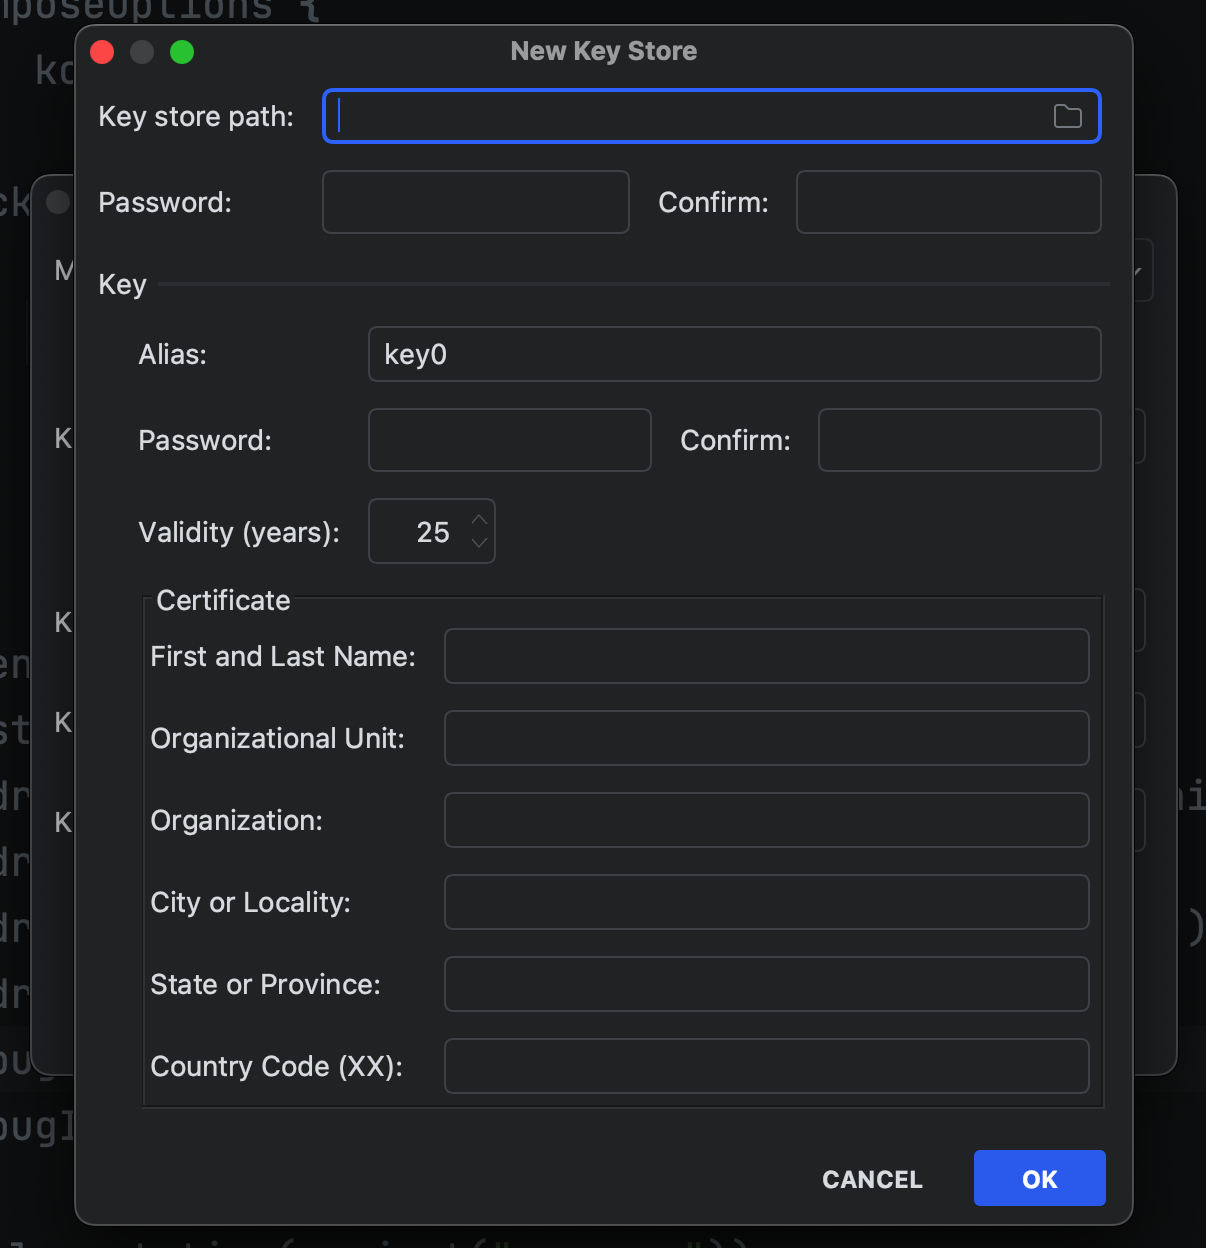 New Key Store
Key store path:
Password:
Confirm:
Key
Alias:
key0
Password:
Confirm:
Validity (years):
25
Certificate
First and Last Name:
Organizational Unit:
Organization:
City or Locality:
State or Province:
Country Code (XX):
CANCEL
OK